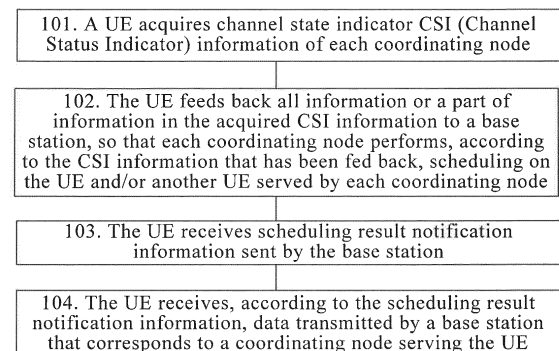 101. A UE acquires channel state indicator CSI (Channel
Status Indicator) information of each coordinating node
102. The UE feeds back all information or a part of
information in the acquired CSI information to a base
station, so that each coordinating node performs, according
to the CSI information that has been fed back, scheduling on
the UE and/or another UE served by each coordinating node
103. The UE receives scheduling result notification
information sent by the base station
104. The UE receives, according to the scheduling result
notification information, data transmitted by a base station
that corresponds to a coordinating node serving the UE